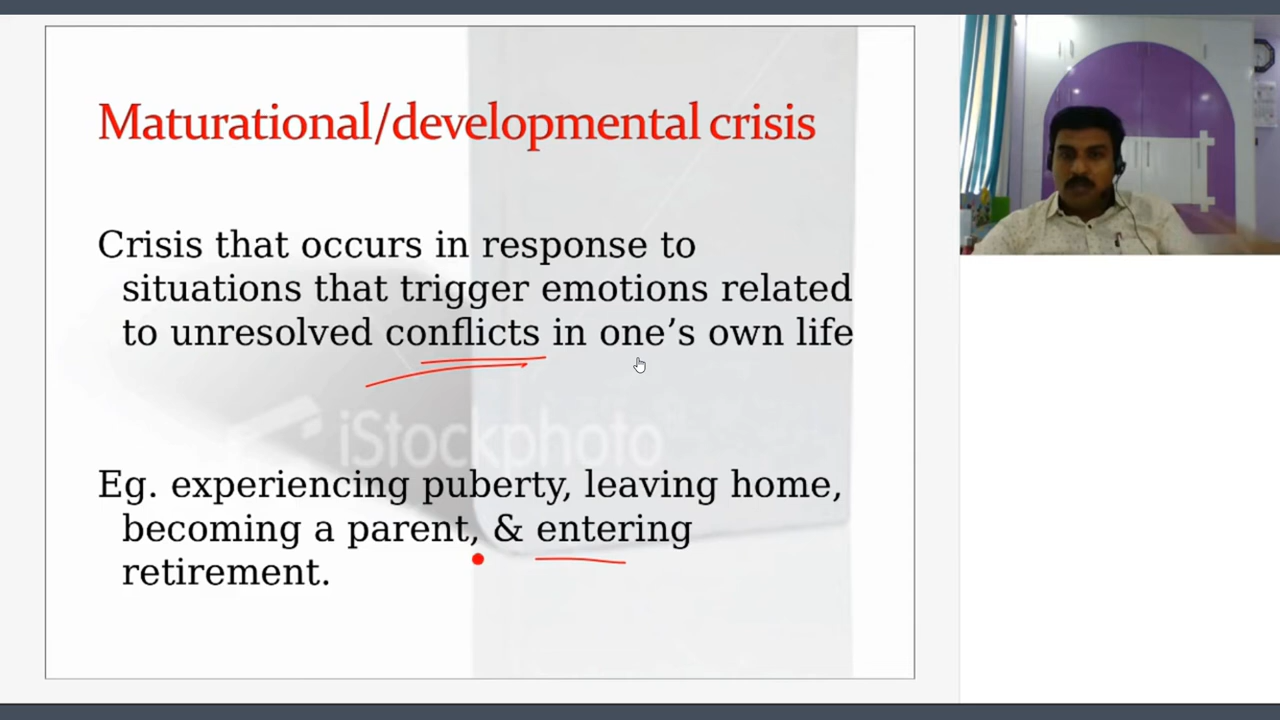 Maturational/developmental crisis
Crisis that occurs in response to
situations that trigger emotions related
to unresolved conflicts in one’s own life
iStockphoto
Eg. experiencing puberty, leaving home,
becoming a parent, & entering
retirement.